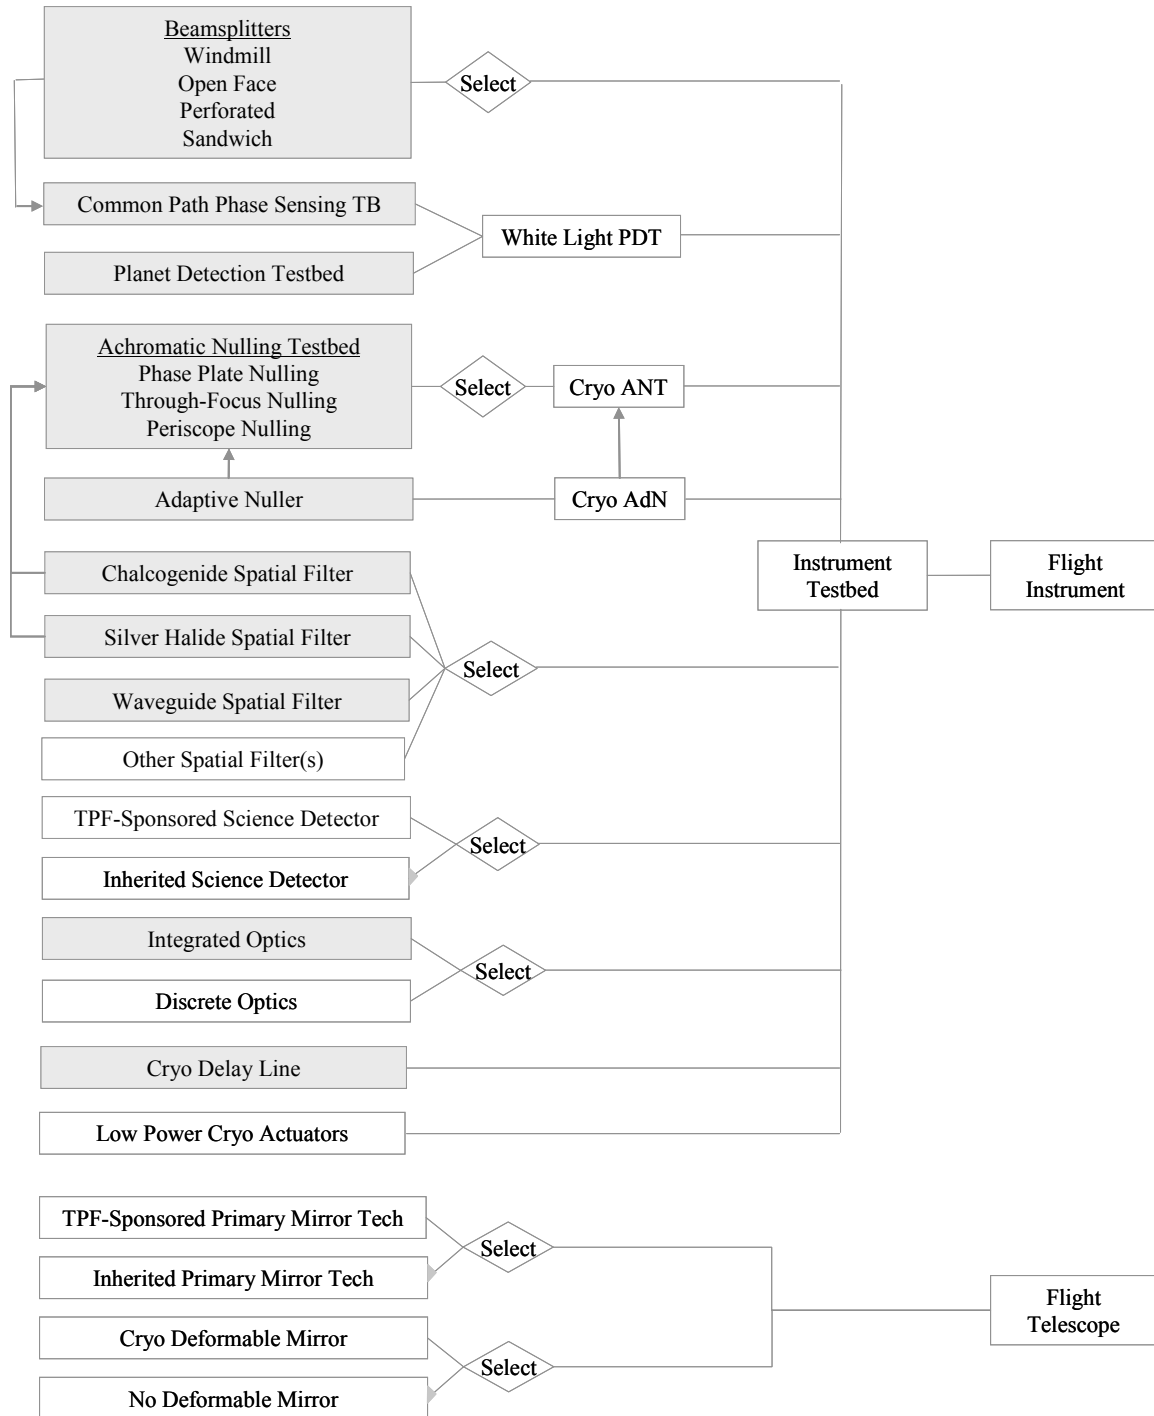 Beamsplitters
Windmill
Open Face
Perforated
Sandwich
Select
Common Path Phase Sensing TB
White Light PDT
Planet Detection Testbed
Achromatic Nulling Testbed
Phase Plate Nulling
Through-Focus Nulling
Periscope Nulling
Select
Cryo ANT
Adaptive Nuller
Cryo AdN
Chalcogenide Spatial Filter
Instrument
Testbed
Flight
Instrument
Silver Halide Spatial Filter
Select
Waveguide Spatial Filter
Other Spatial Filter(s)
TPF-Sponsored Science Detector
Select
Inherited Science Detector
Integrated Optics
Select
Discrete Optics
Cryo Delay Line
Low Power Cryo Actuators
TPF-Sponsored Primary Mirror Tech
Select
Inherited Primary Mirror Tech
Flight
Telescope
Cryo Deformable Mirror
Select
No Deformable Mirror